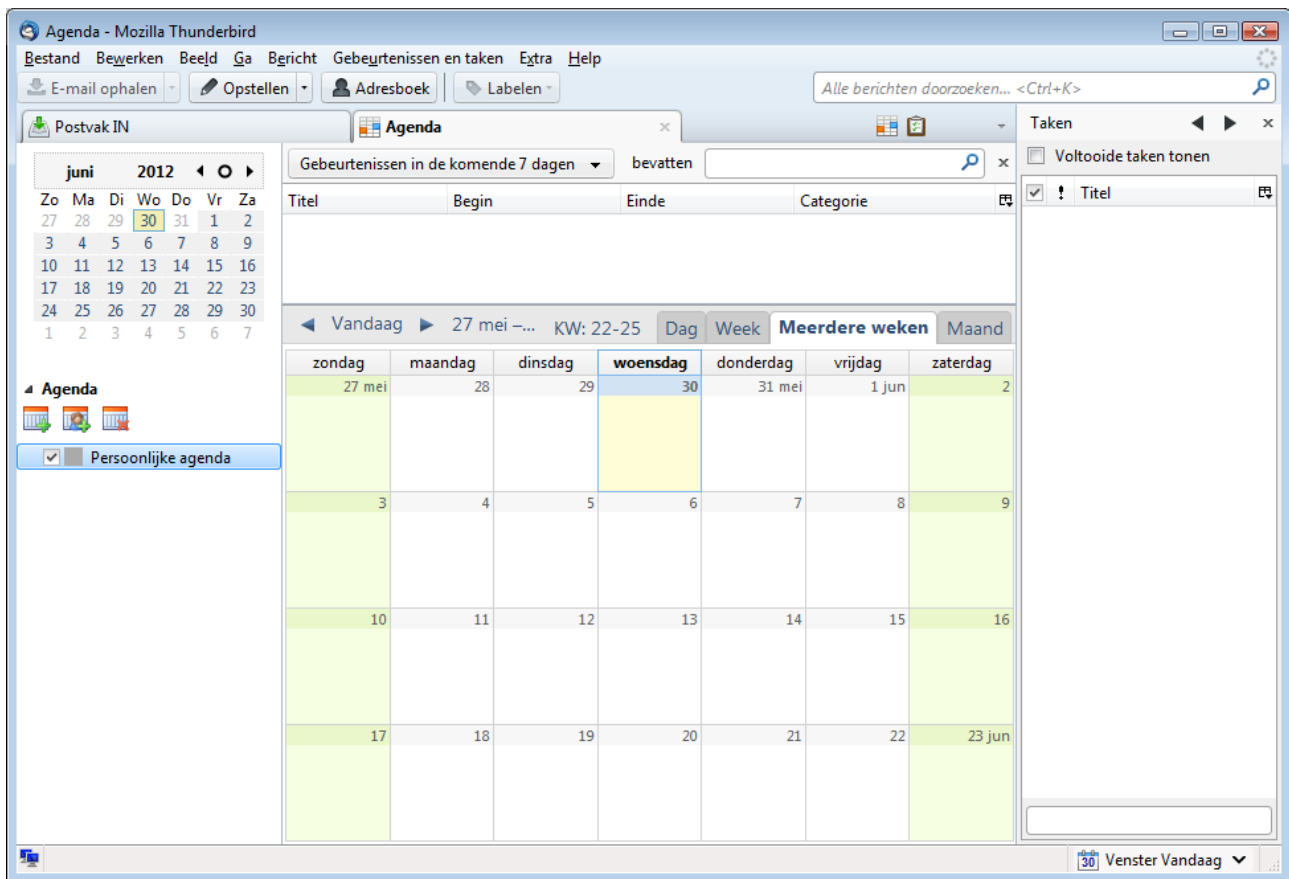 Agenda - Mozilla Thunderbird
Bestand Bewerken Beeld Ga Bericht Gebeurtenissen en taken Extra Help
E-mail ophalen Opstellen Adresboek Labelen Alle berichten doorzoeken... <Ctrl+K>
Postvak IN Agenda
juni 2012
Zo Ma Di Wo Do Vr Za
27 28 29 30 31 1 2
3 4 5 6 7 8 9
10 11 12 13 14 15 16
17 18 19 20 21 22 23
24 25 26 27 28 29 30
1 2 3 4 5 6 7
Agenda
Persoonlijke agenda
Gebeurtenissen in de komende 7 dagen bevatten
Titel Begin Einde Categorie
Vandaag 27 mei –... KW: 22-25 Dag Week Meerdere weken Maand
zondag maandag dinsdag woensdag donderdag vrijdag zaterdag
27 mei 28 29 30 31 mei 1 jun 2
3 4 5 6 7 8 9
10 11 12 13 14 15 16
17 18 19 20 21 22 23 jun
Taken
Voltooide taken tonen
! Titel
30 Venster Vandaag